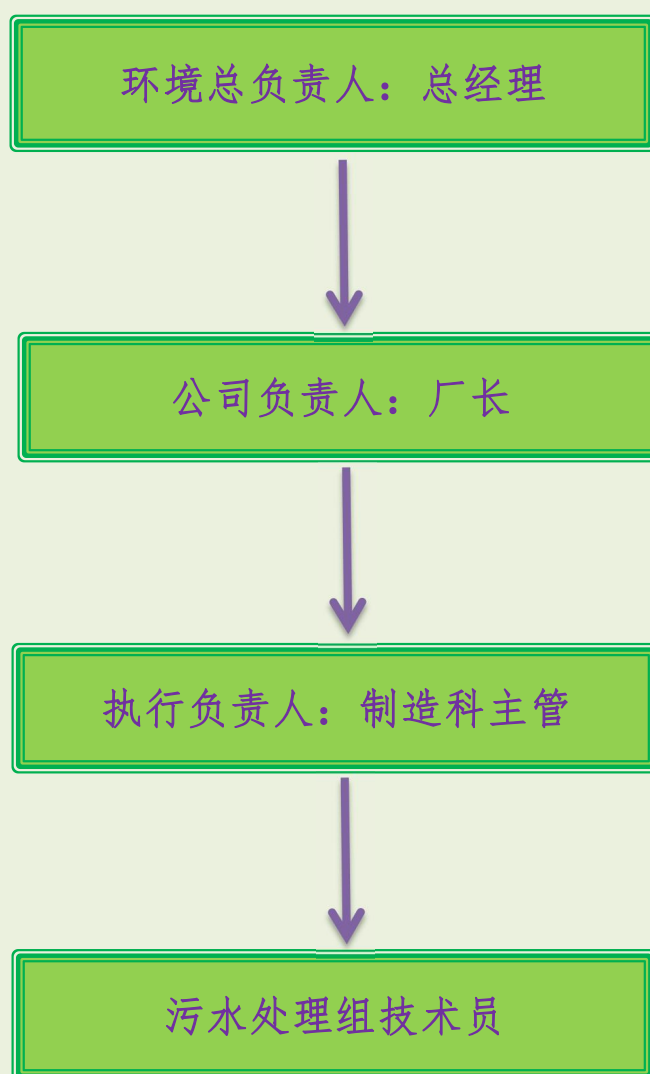 环境总负责人：总经理
公司负责人：厂长
执行负责人：制造科主管
污水处理组技术员